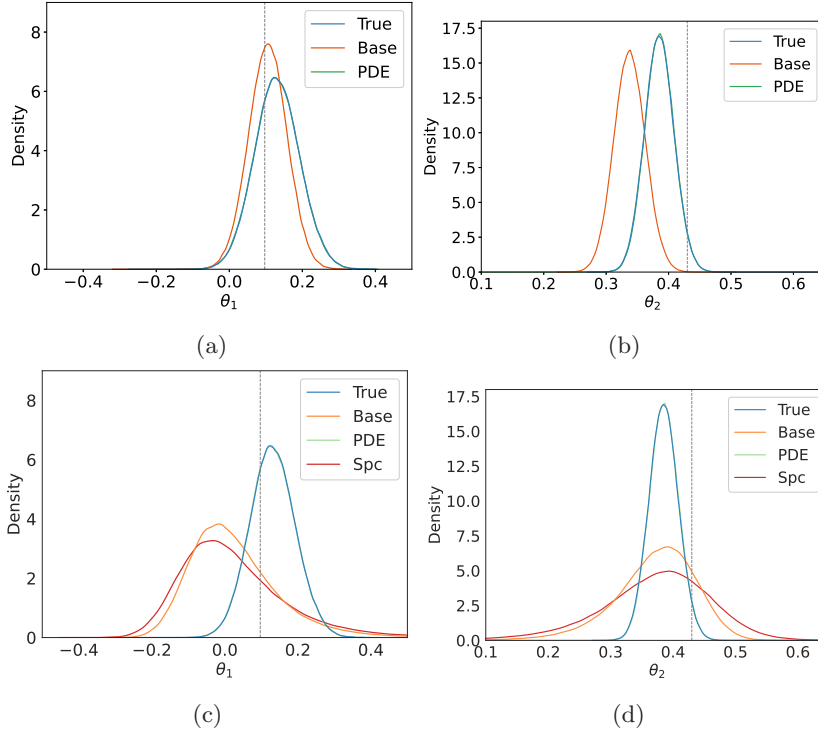 8
6
4
2
0
Density
True
Base
PDE
−0.4
−0.2
0.0
0.2
0.4
θ1
(a)
17.5
15.0
12.5
10.0
7.5
5.0
2.5
0.0
Density
True
Base
PDE
0.1
0.2
0.3
0.4
0.5
0.6
θ2
(b)
8
6
4
2
0
Density
True
Base
PDE
Spc
−0.4
−0.2
0.0
0.2
0.4
θ1
(c)
17.5
15.0
12.5
10.0
7.5
5.0
2.5
0.0
Density
True
Base
PDE
Spc
0.1
0.2
0.3
0.4
0.5
0.6
θ2
(d)